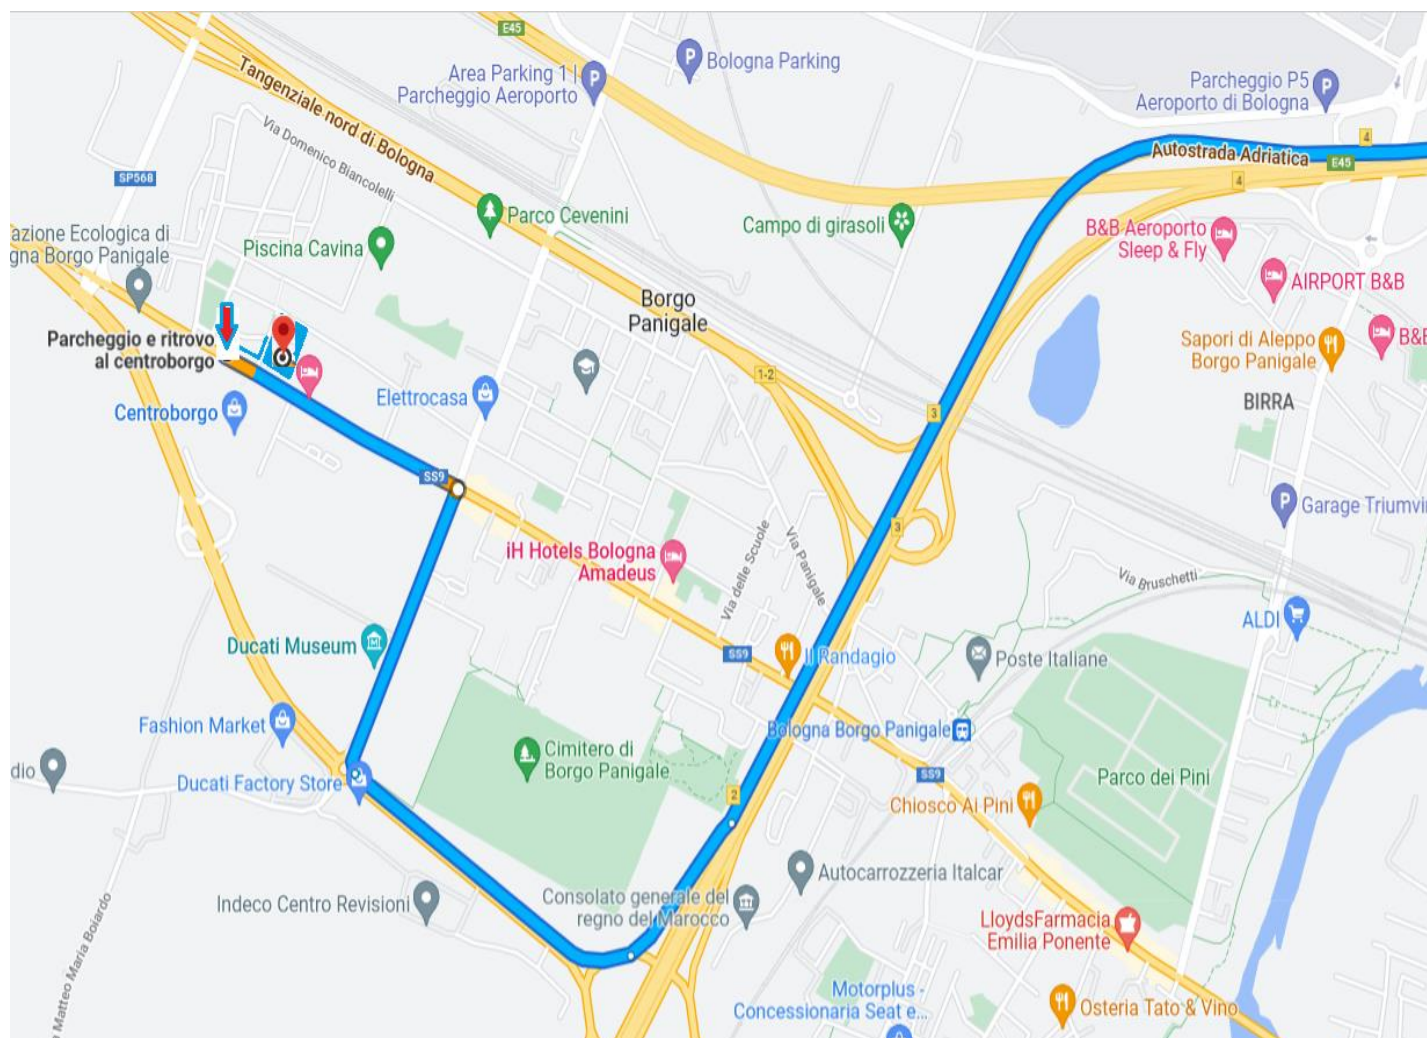 E45
Tangenziale nord di Bologna
Via Domenico Biancolelli
Area Parking 1 |
Parcheggio Aeroporto
P
P
Bologna Parking
Parcheggio P5
Aeroporto di Bologna
P
4
Autostrada Adriatica
E45
4
SP568
Parco Cevenini
Campo di girasoli
B&B Aeroporto
Sleep & Fly
azione Ecologica di
gna Borgo Panigale
Piscina Cavina
AIRPORT B&B
Borgo
Panigale
Parcheggio e ritrovo
al centroborgo
Sapori di Aleppo
Borgo Panigale
B&B
1-2
Centroborgo
Elettrocasa
3
BIRRA
SS9
3
P
Garage Triumvir
iH Hotels Bologna
Amadeus
Via delle Scuole
Via Panigale
Via Bruschetti
ALDI
Ducati Museum
M
SS9
Il Randagio
Poste Italiane
Fashion Market
Bologna Borgo Panigale
dio
Ducati Factory Store
Cimitero di
Borgo Panigale
2
SS9
Parco dei Pini
Chiosco Ai Pini
Autocarrozzeria Italcar
Indeco Centro Revisioni
Consolato generale del
regno del Marocco
LloydsFarmacia
Emilia Ponente
Matteo Maria Boiardo
Motorplus -
Concessionaria Seat e...
Osteria Tato & Vino